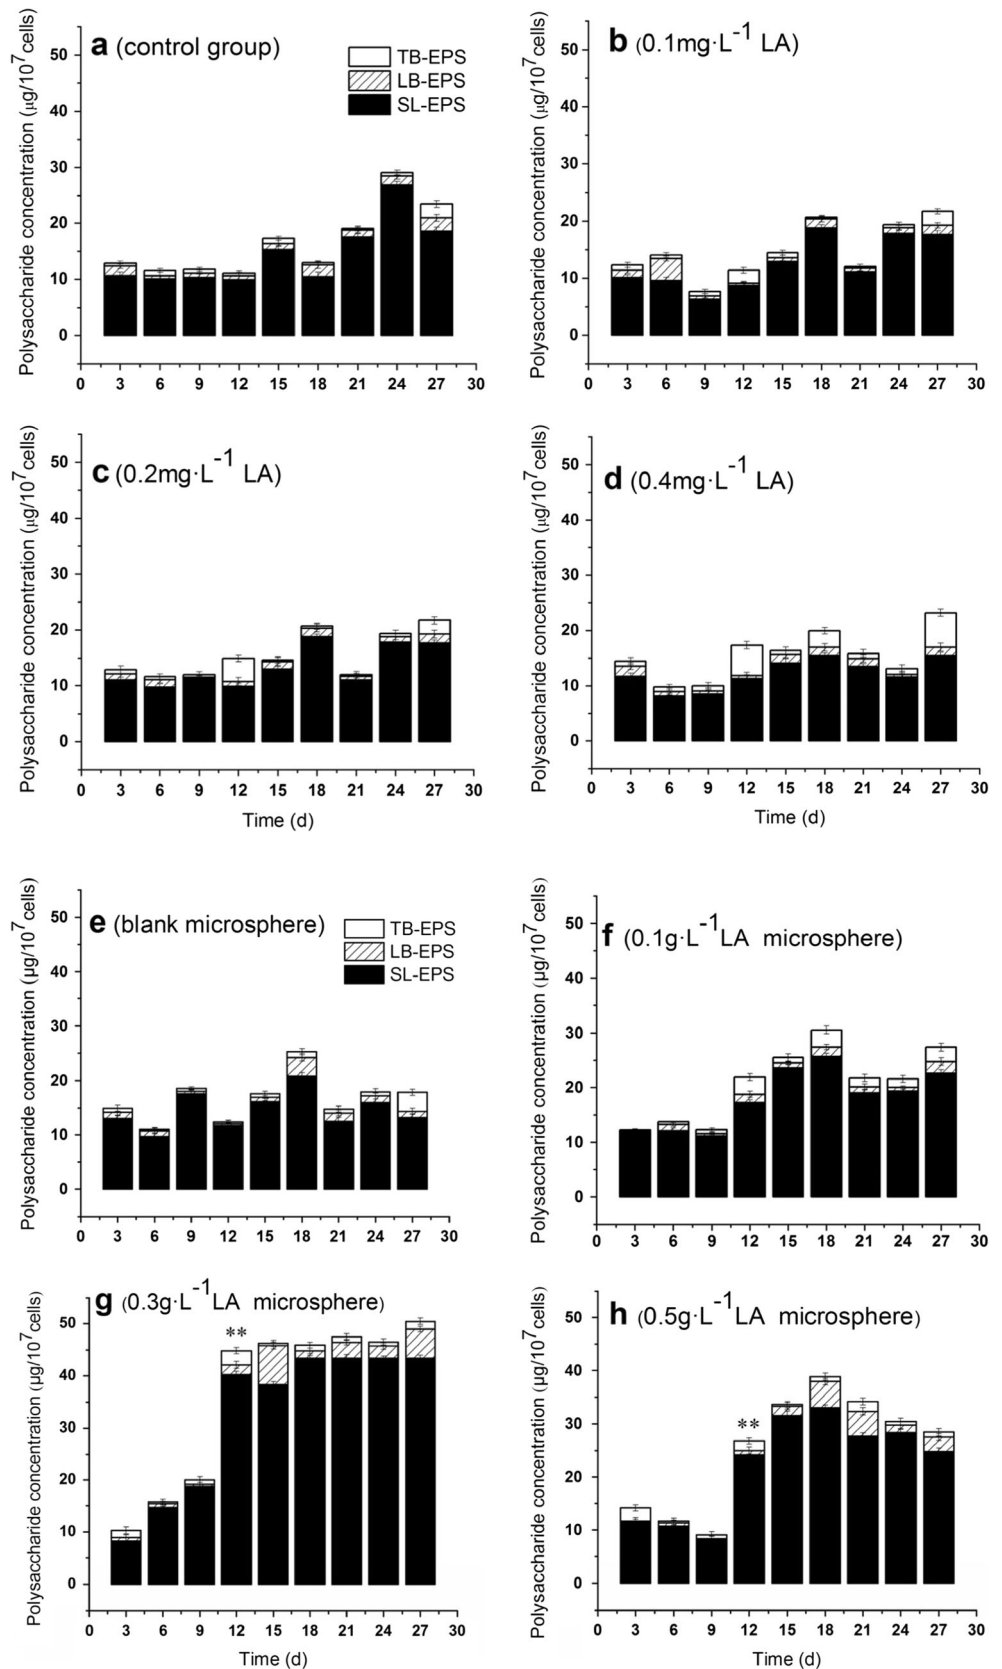 a (control group)
TB-EPS
LB-EPS
SL-EPS
Polysaccharide concentration (μg/10⁷cells)
50
40
30
20
10
0
0 3 6 9 12 15 18 21 24 27 30
b (0.1mg·L⁻¹ LA)
Polysaccharide concentration (μg/10⁷cells)
50
40
30
20
10
0
0 3 6 9 12 15 18 21 24 27 30
c (0.2mg·L⁻¹ LA)
Polysaccharide concentration (μg/10⁷cells)
50
40
30
20
10
0
0 3 6 9 12 15 18 21 24 27 30
Time (d)
d (0.4mg·L⁻¹ LA)
Polysaccharide concentration (μg/10⁷cells)
50
40
30
20
10
0
0 3 6 9 12 15 18 21 24 27 30
Time (d)
e (blank microsphere)
TB-EPS
LB-EPS
SL-EPS
Polysaccharide concentration (μg/10⁷cells)
50
40
30
20
10
0
0 3 6 9 12 15 18 21 24 27 30
f (0.1g·L⁻¹LA microsphere)
Polysaccharide concentration (μg/10⁷cells)
50
40
30
20
10
0
0 3 6 9 12 15 18 21 24 27 30
g (0.3g·L⁻¹LA microsphere)
**
Polysaccharide concentration (μg/10⁷cells)
50
40
30
20
10
0
0 3 6 9 12 15 18 21 24 27 30
Time (d)
h (0.5g·L⁻¹LA microsphere)
**
Polysaccharide concentration (μg/10⁷cells)
50
40
30
20
10
0
0 3 6 9 12 15 18 21 24 27 30
Time (d)